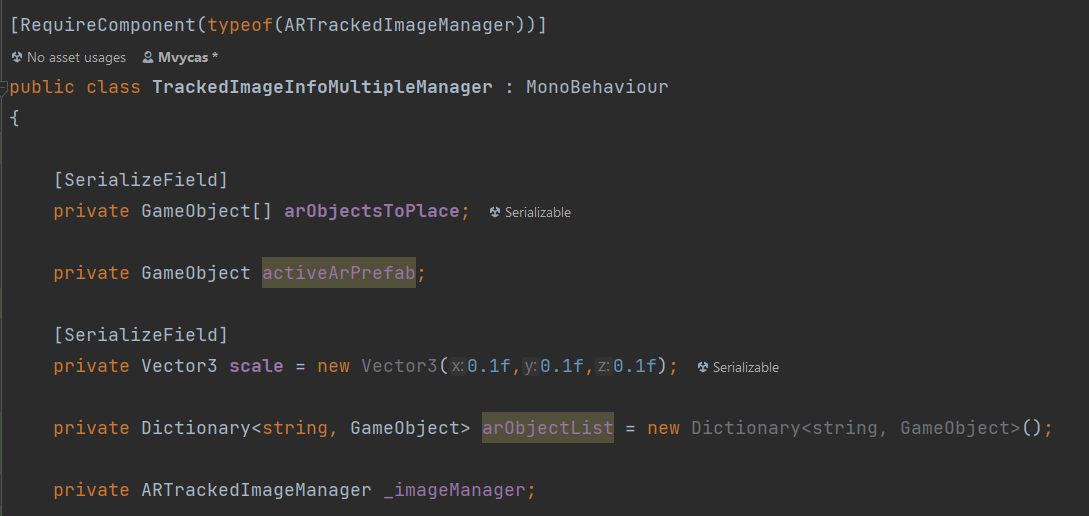 [RequireComponent(typeof(ARTrackedImageManager))]
No asset usages Mvycas *
public class TrackedImageInfoMultipleManager : MonoBehaviour
{
[SerializeField]
private GameObject[] arObjectsToPlace; Serializable
private GameObject activeArPrefab;
[SerializeField]
private Vector3 scale = new Vector3(x:0.1f,y:0.1f,z:0.1f); Serializable
private Dictionary<string, GameObject> arObjectList = new Dictionary<string, GameObject>();
private ARTrackedImageManager _imageManager;